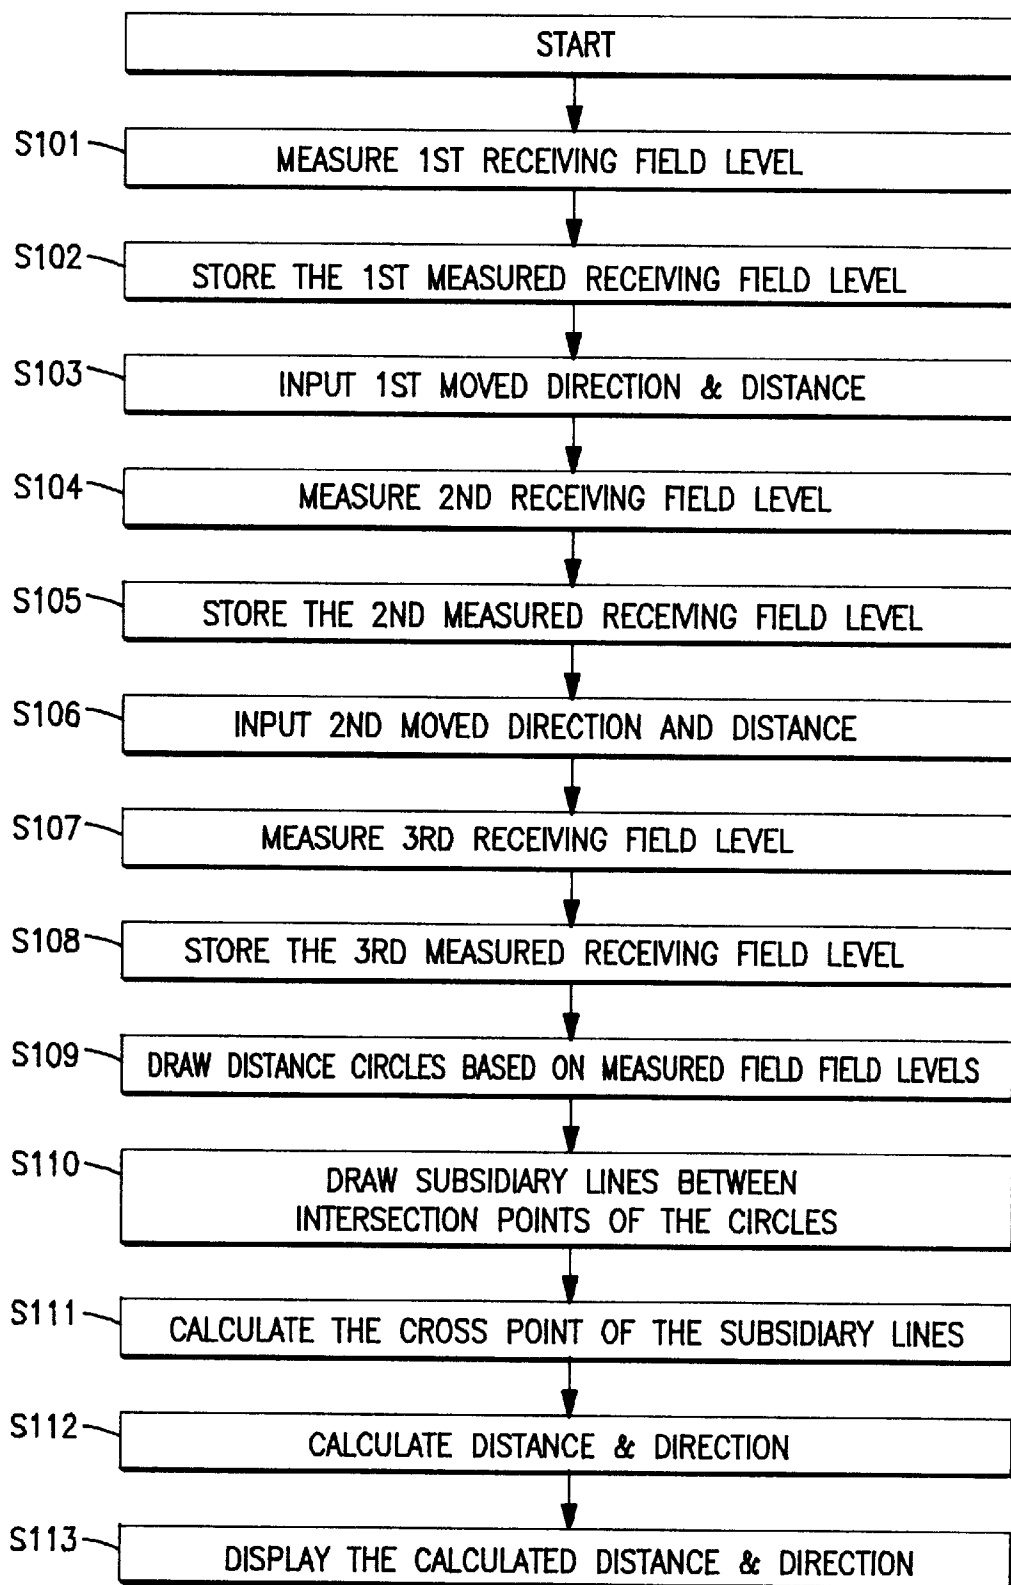 START
S101
MEASURE 1ST RECEIVING FIELD LEVEL
S102
STORE THE 1ST MEASURED RECEIVING FIELD LEVEL
S103
INPUT 1ST MOVED DIRECTION & DISTANCE
S104
MEASURE 2ND RECEIVING FIELD LEVEL
S105
STORE THE 2ND MEASURED RECEIVING FIELD LEVEL
S106
INPUT 2ND MOVED DIRECTION AND DISTANCE
S107
MEASURE 3RD RECEIVING FIELD LEVEL
S108
STORE THE 3RD MEASURED RECEIVING FIELD LEVEL
S109
DRAW DISTANCE CIRCLES BASED ON MEASURED FIELD FIELD LEVELS
S110
DRAW SUBSIDIARY LINES BETWEEN
INTERSECTION POINTS OF THE CIRCLES
S111
CALCULATE THE CROSS POINT OF THE SUBSIDIARY LINES
S112
CALCULATE DISTANCE & DIRECTION
S113
DISPLAY THE CALCULATED DISTANCE & DIRECTION